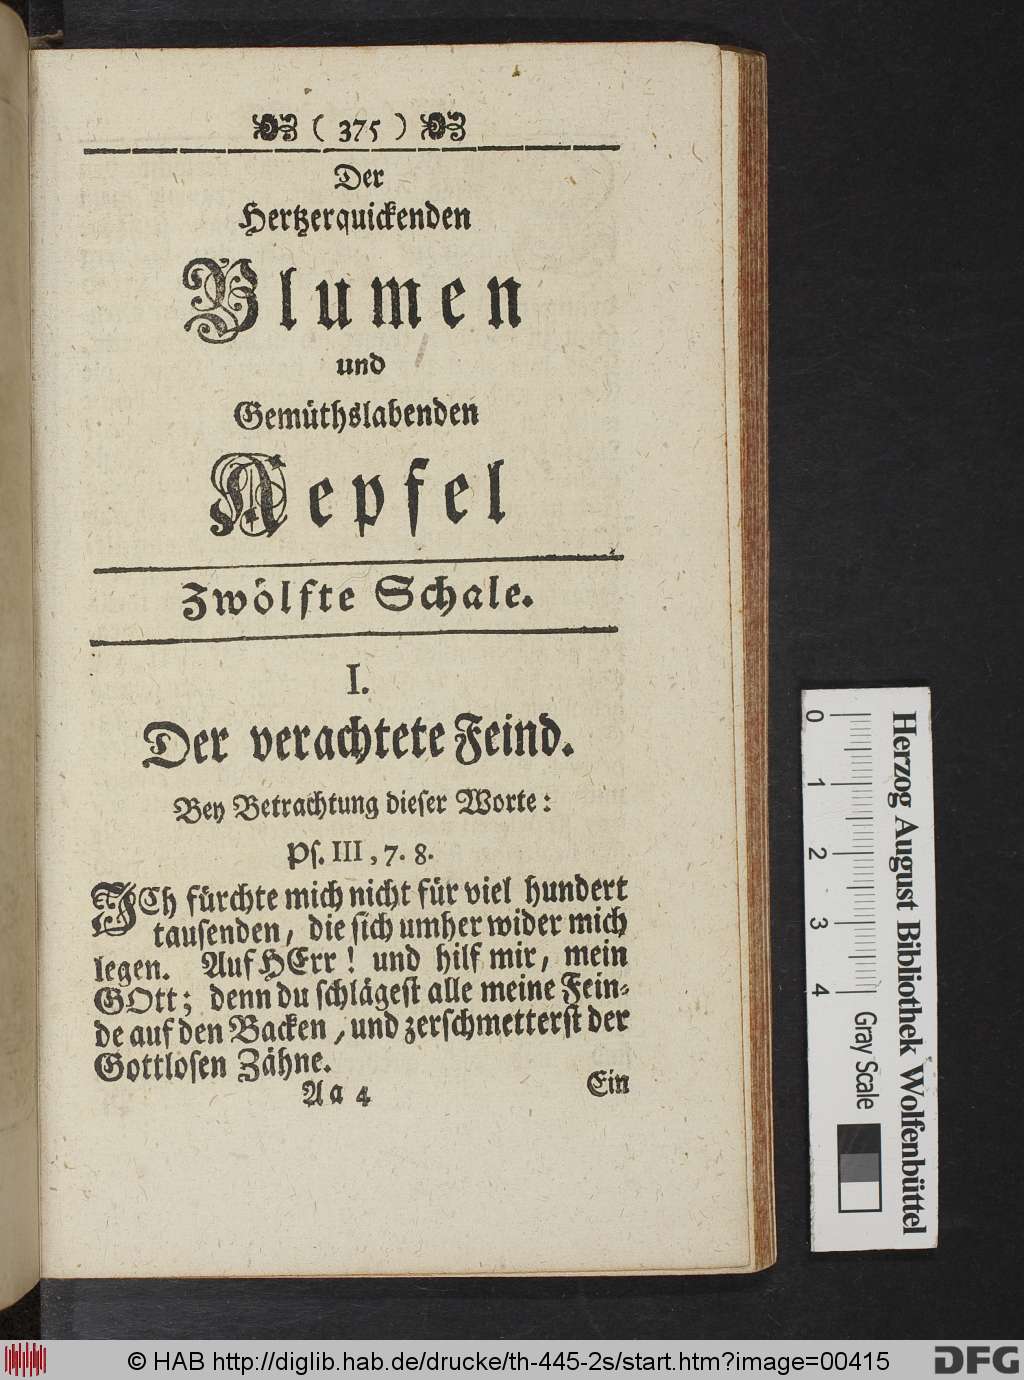 ( 375 )
Der
Hertzerquickenden
Blumen
und
Gemüthslabenden
Aepfel
Zwölfte Schale.
I.
Der verachtete Feind.
Bey Betrachtung dieser Worte:
Ps. III, 7. 8.
ICh fürchte mich nicht für viel hundert
tausenden, die sich umher wider mich
legen. Auf HErr! und hilf mir, mein
GOtt; denn du schlägest alle meine Fein-
de auf den Backen, und zerschmetterst der
Gottlosen Zähne.
Aa 4 Ein
0 1 2 3 4 Gray Scale
Herzog August Bibliothek Wolfenbüttel
© HAB http://diglib.hab.de/drucke/th-445-2s/start.htm?image=00415
DFG